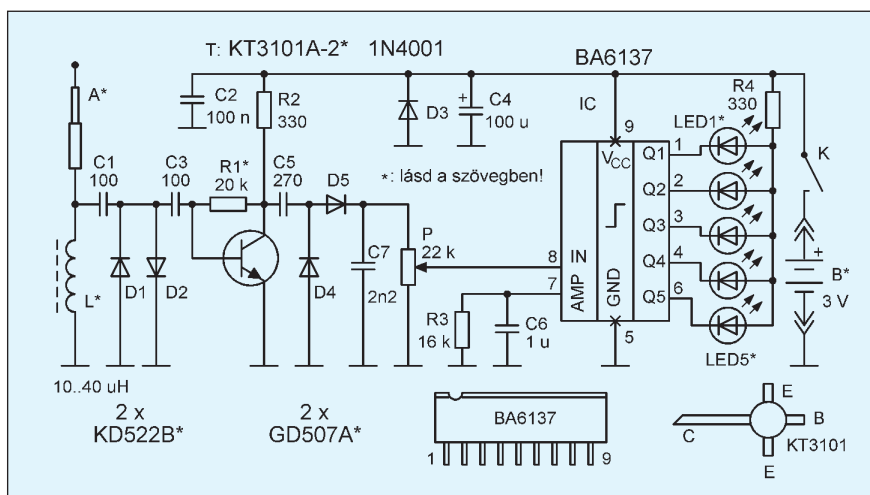 T: KT3101A-2* 1N4001
BA6137
A*
C2
100 n
R2
330
D3
+
C4
100 u
IC
9
R4
330
LED1*
K
C1
100
C3
100
R1*
20 k
C5
270
D5
*: lásd a szövegben!
VCC
Q1
1
Q2
2
Q3
3
Q4
4
Q5
6
P
22 k
8
IN
7
AMP
GND
5
L*
D1
D2
D4
C7
2n2
R3
16 k
C6
1 u
+
B*
3 V
LED5*
10..40 uH
2 x
KD522B*
2 x
GD507A*
BA6137
1
9
E
B
C
KT3101
E